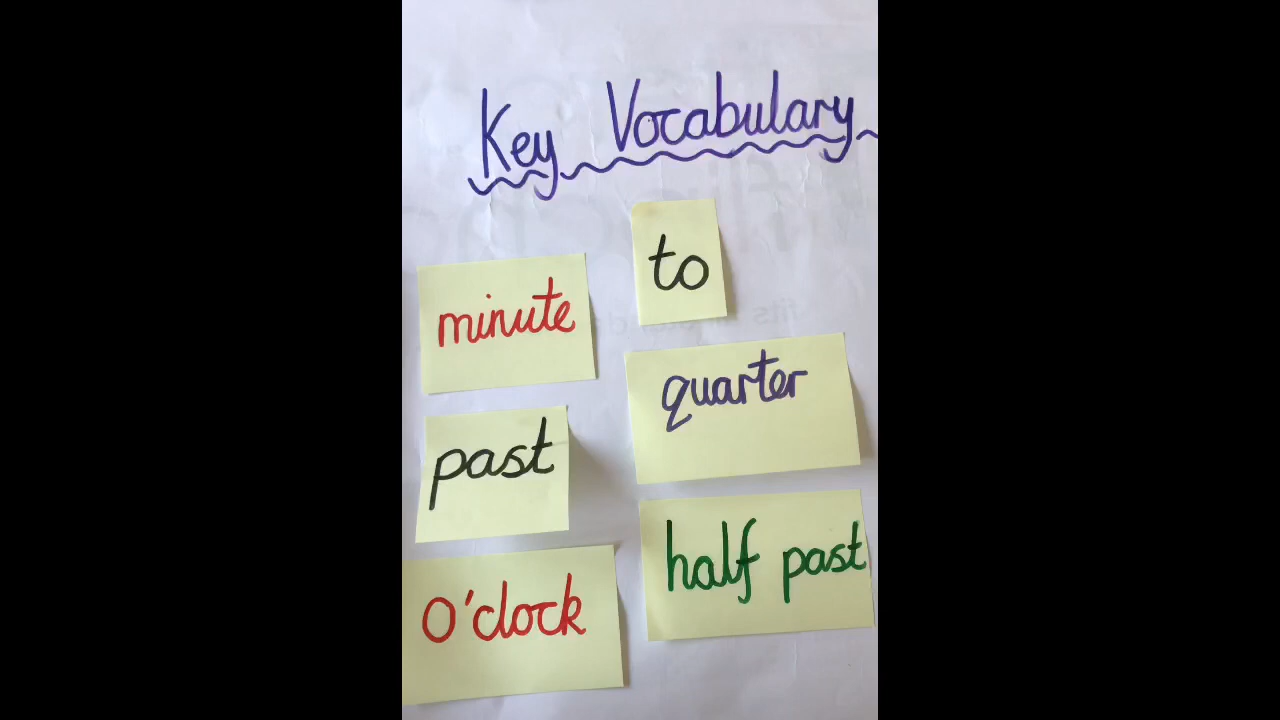 Key Vocabulary
to
minute
quarter
past
half past
O'clock